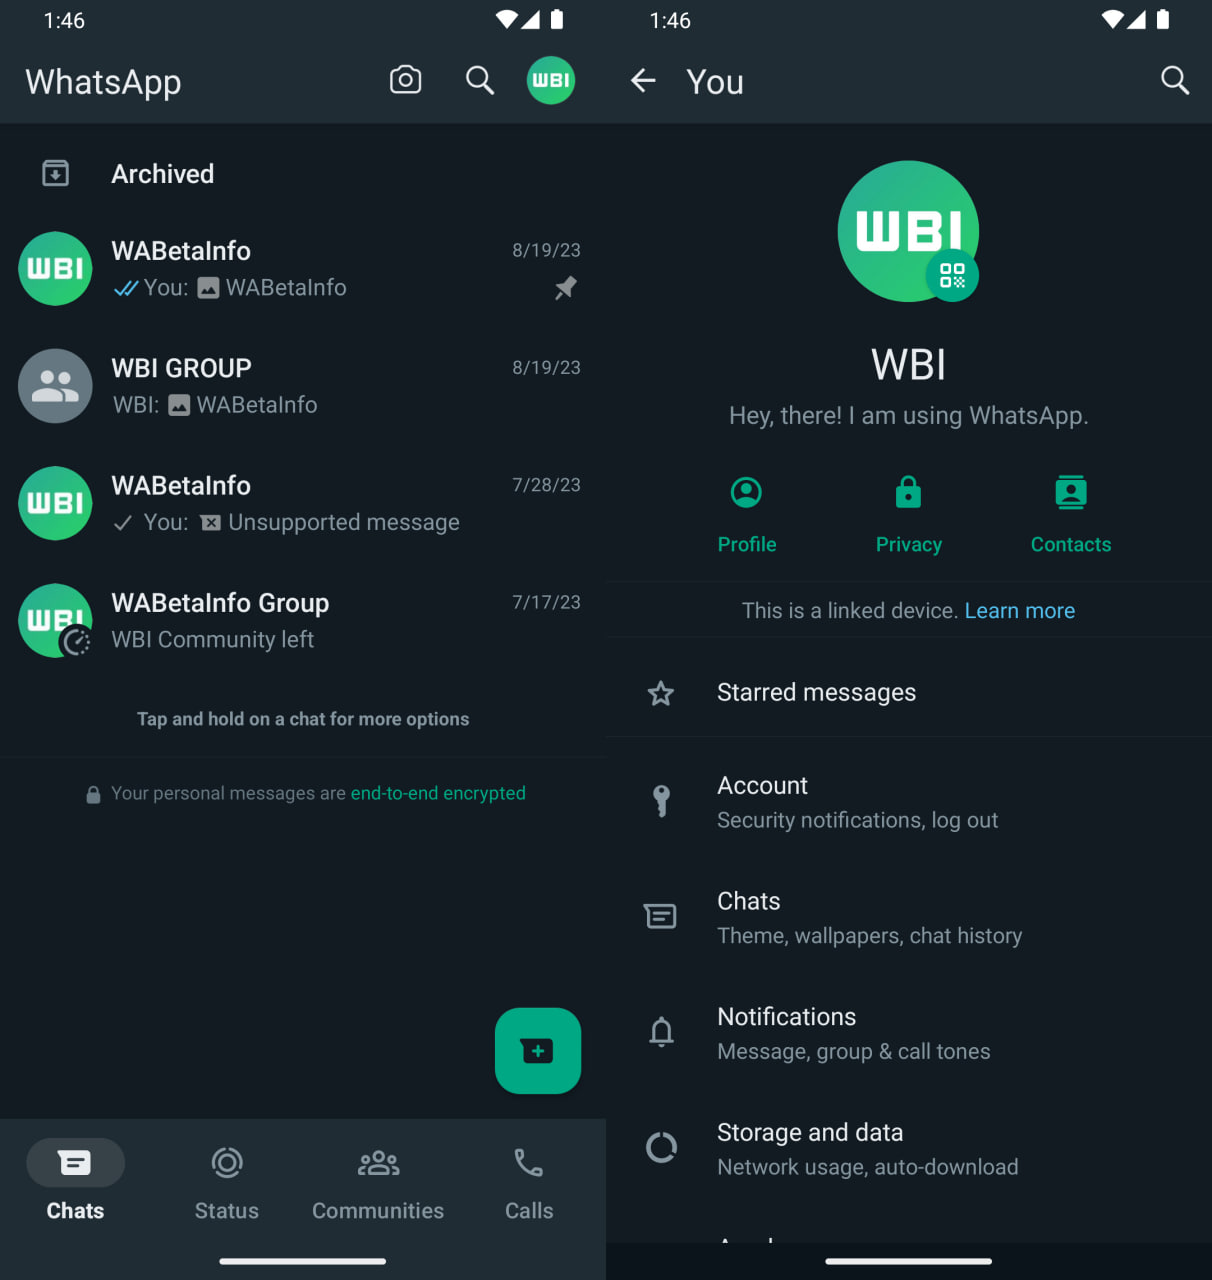 1:46
WhatsApp
WBI
Archived
WBI
WABetaInfo
8/19/23
You: WABetaInfo
WBI GROUP
8/19/23
WBI: WABetaInfo
WBI
WABetaInfo
7/28/23
You: Unsupported message
WBI
WABetaInfo Group
7/17/23
WBI Community left
Tap and hold on a chat for more options
Your personal messages are end-to-end encrypted
Chats
Status
Communities
Calls
1:46
You
WBI
WBI
Hey, there! I am using WhatsApp.
Profile
Privacy
Contacts
This is a linked device. Learn more
Starred messages
Account
Security notifications, log out
Chats
Theme, wallpapers, chat history
Notifications
Message, group & call tones
Storage and data
Network usage, auto-download